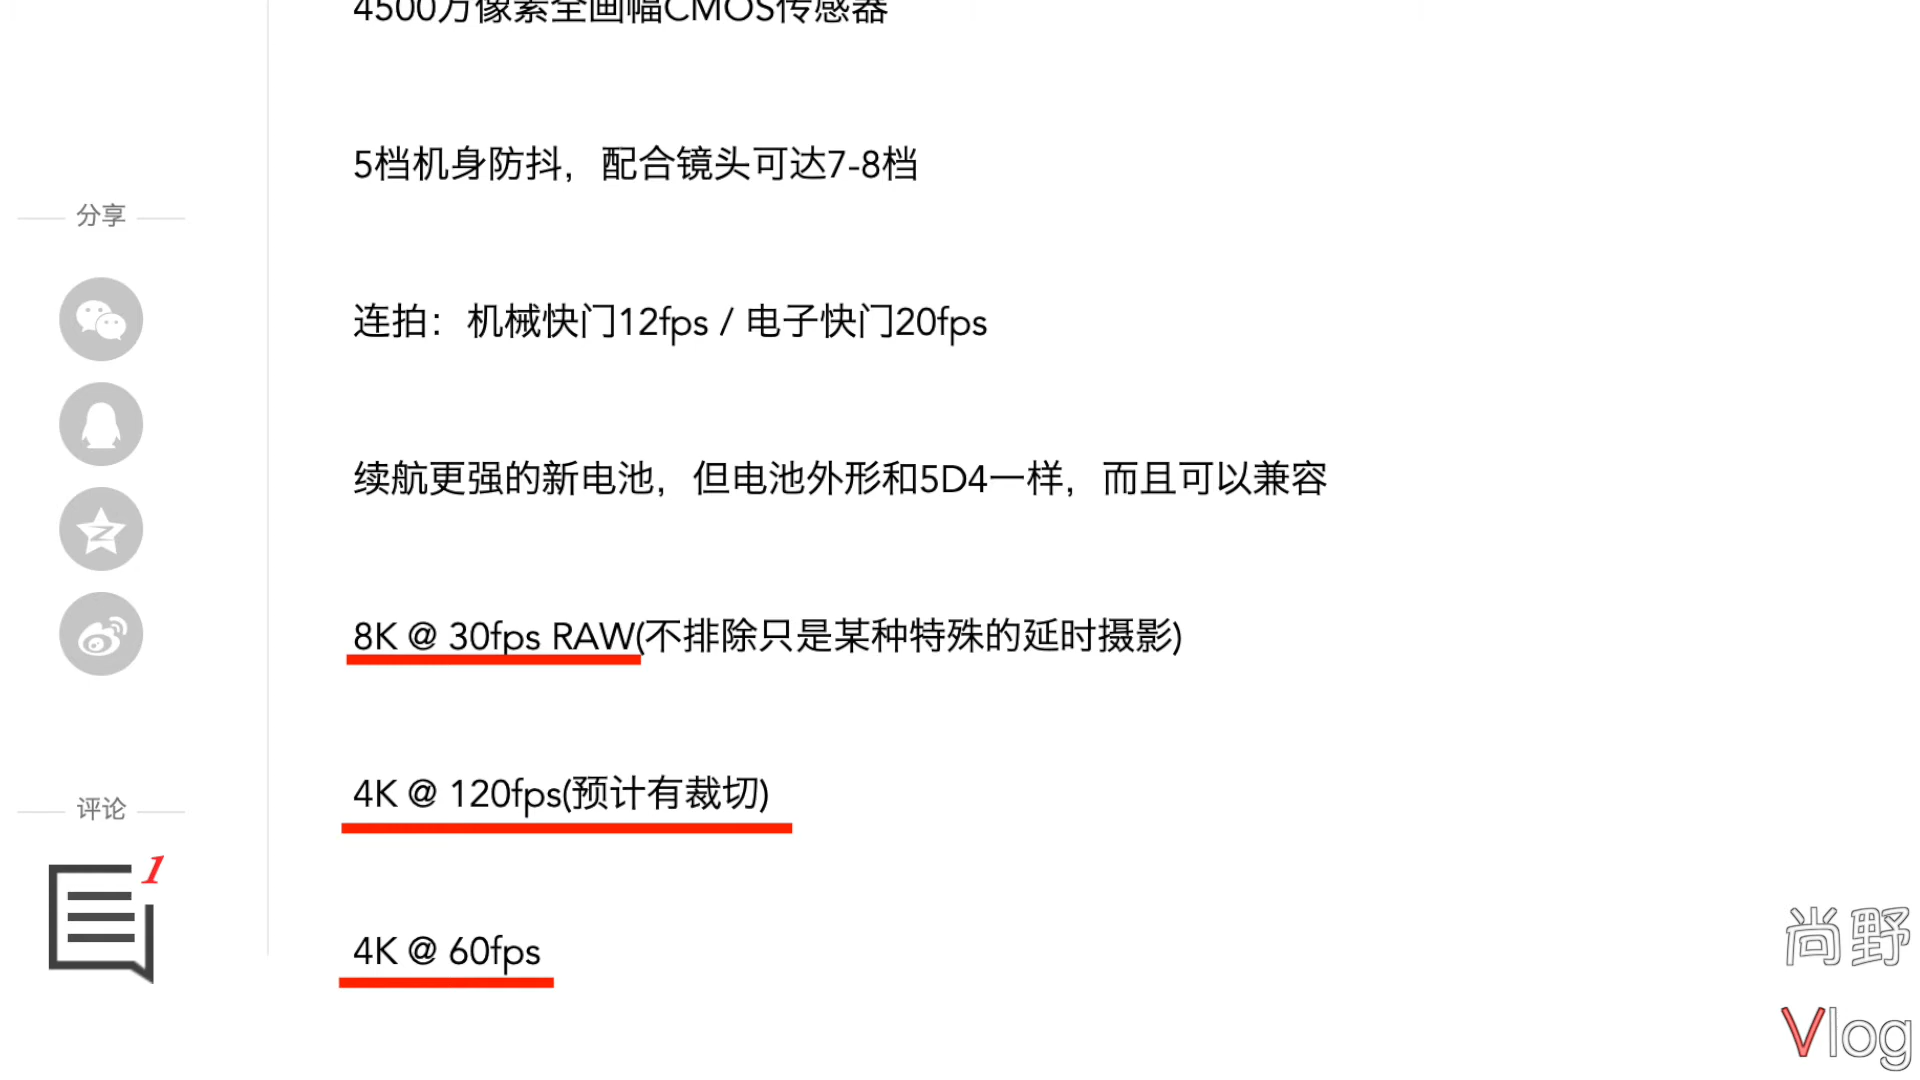 4500万像素全画幅CMOS传感器
5档机身防抖，配合镜头可达7-8档
分享
连拍：机械快门12fps / 电子快门20fps
续航更强的新电池，但电池外形和5D4一样，而且可以兼容
8K @ 30fps RAW(不排除只是某种特殊的延时摄影)
4K @ 120fps(预计有裁切)
评论
1
4K @ 60fps
尚野
Vlog